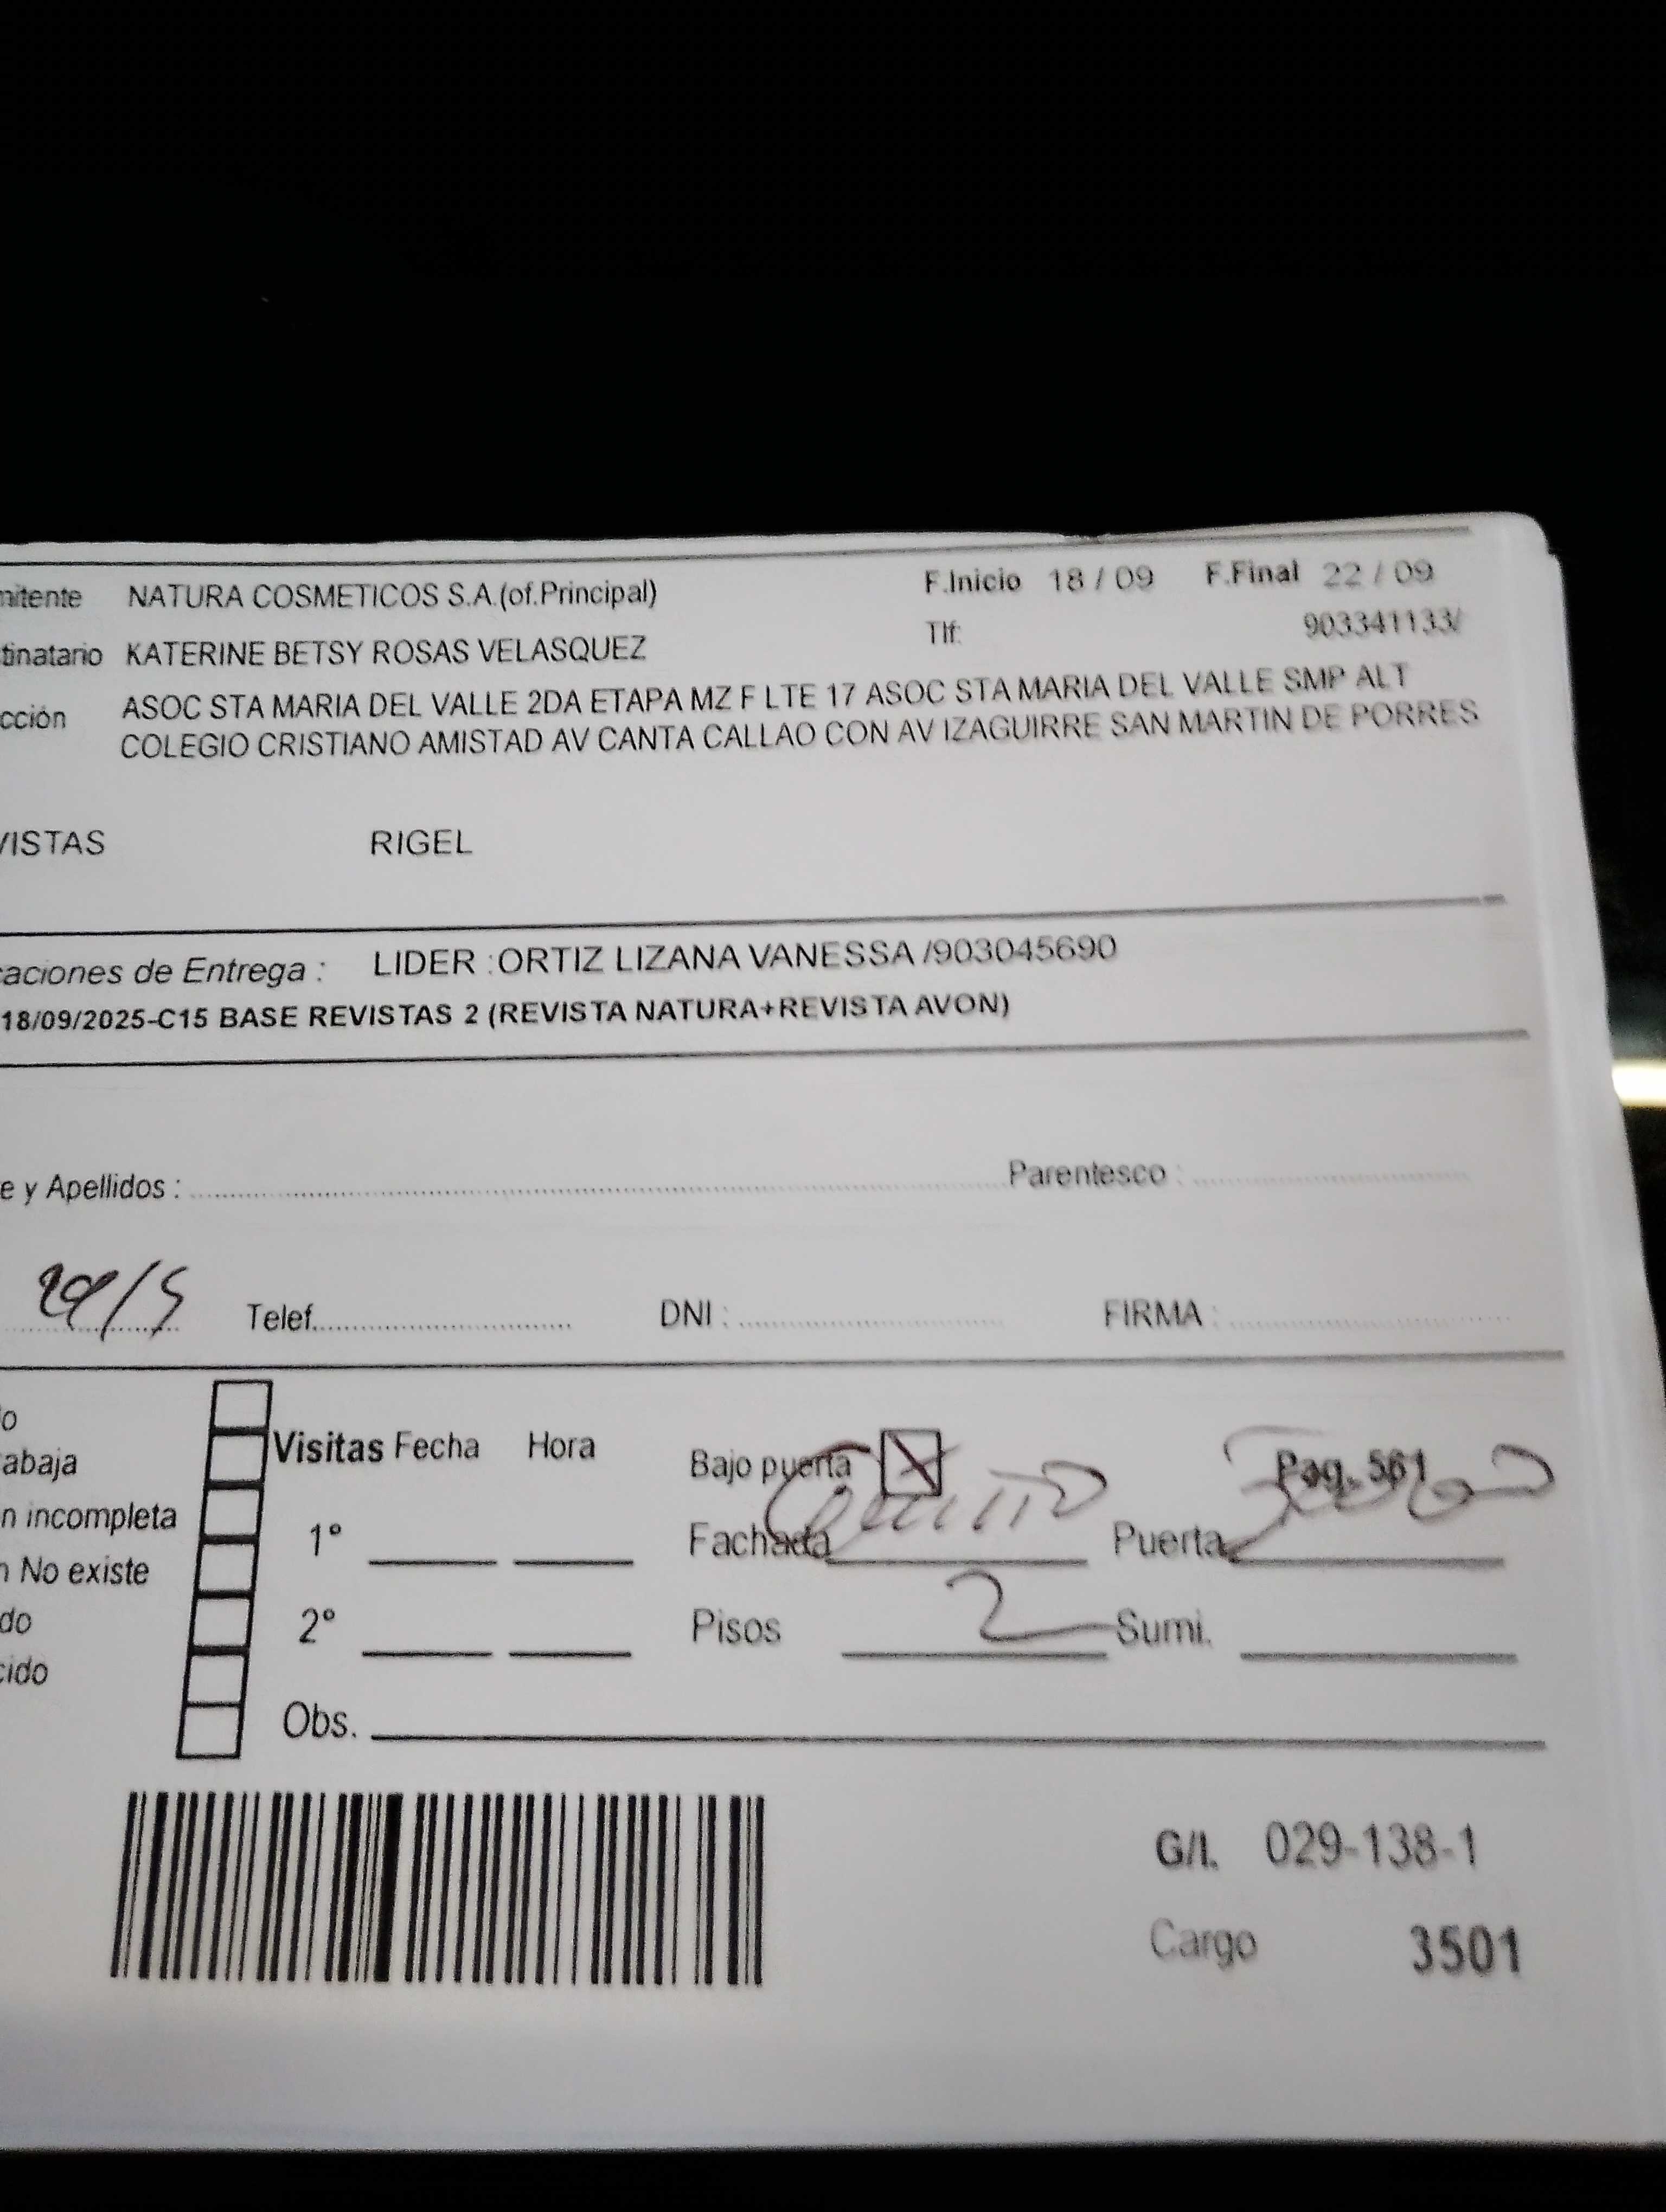 mitente NATURA COSMETICOS S.A.(of.Principal) F.Inicio 18 / 09 F.Final 22 / 09
tinatario KATERINE BETSY ROSAS VELASQUEZ Tlf: 903341133/
cción ASOC STA MARIA DEL VALLE 2DA ETAPA MZ F LTE 17 ASOC STA MARIA DEL VALLE SMP ALT
COLEGIO CRISTIANO AMISTAD AV CANTA CALLAO CON AV IZAGUIRRE SAN MARTIN DE PORRES
VISTAS RIGEL
caciones de Entrega : LIDER :ORTIZ LIZANA VANESSA /903045690
18/09/2025-C15 BASE REVISTAS 2 (REVISTA NATURA+REVISTA AVON)
e y Apellidos : Parentesco :
Telef. DNI : FIRMA :
o
abaja Visitas Fecha Hora Bajo puerta Pag. 561
n incompleta 1º Fachada Puerta
n No existe
do 2º Pisos 2 Sumi.
cido
Obs.
G/I. 029-138-1
Cargo 3501